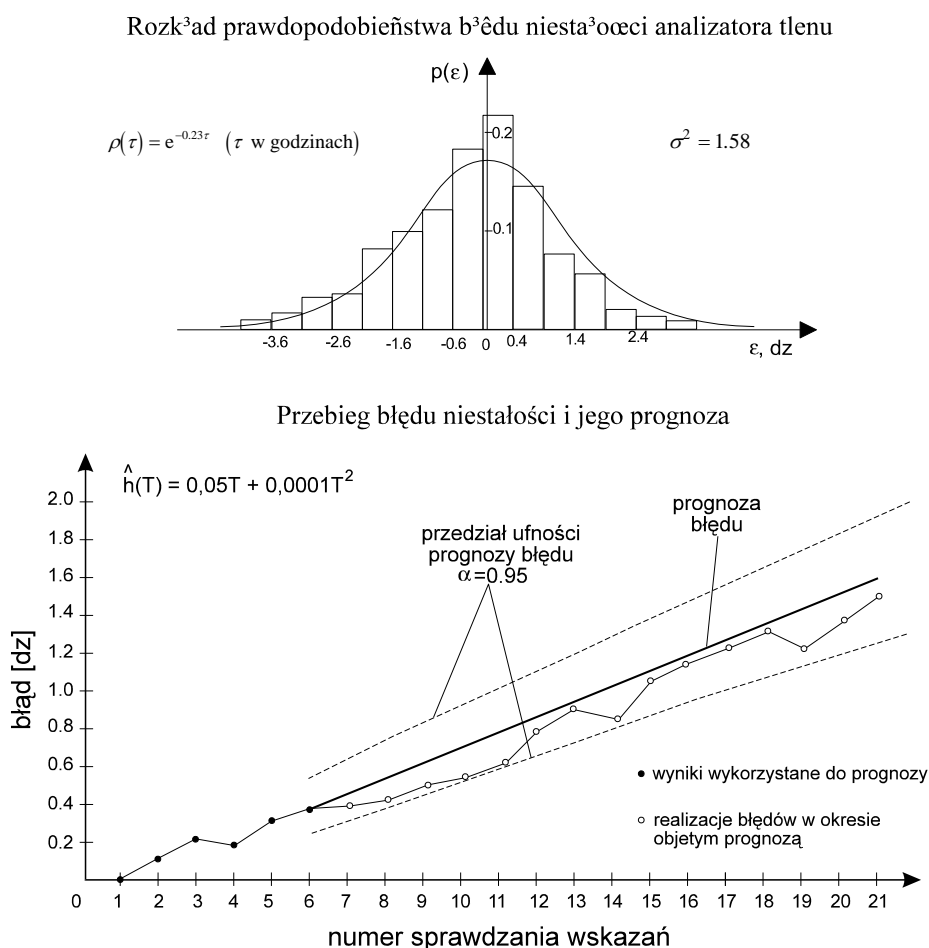 Rozk³ad prawdopodobieñstwa b³êdu niesta³oœci analizatora tlenu
p(ε)
ρ(τ) = e^−0.23τ (τ w godzinach)
σ² = 1.58
0.2
0.1
-3.6 -2.6 -1.6 -0.6 0 0.4 1.4 2.4
ε, dz
Przebieg błędu niestałości i jego prognoza
ĥ(T) = 0,05T + 0,0001T²
2.0
1.8
1.6
1.4
1.2
1.0
0.8
0.6
0.4
0.2
błąd [dz]
przedział ufności
prognozy błędu
α=0.95
prognoza
błędu
wyniki wykorzystane do prognozy
realizacje błędów w okresie
objetym prognozą
0 1 2 3 4 5 6 7 8 9 10 11 12 13 14 15 16 17 18 19 20 21
numer sprawdzania wskazań